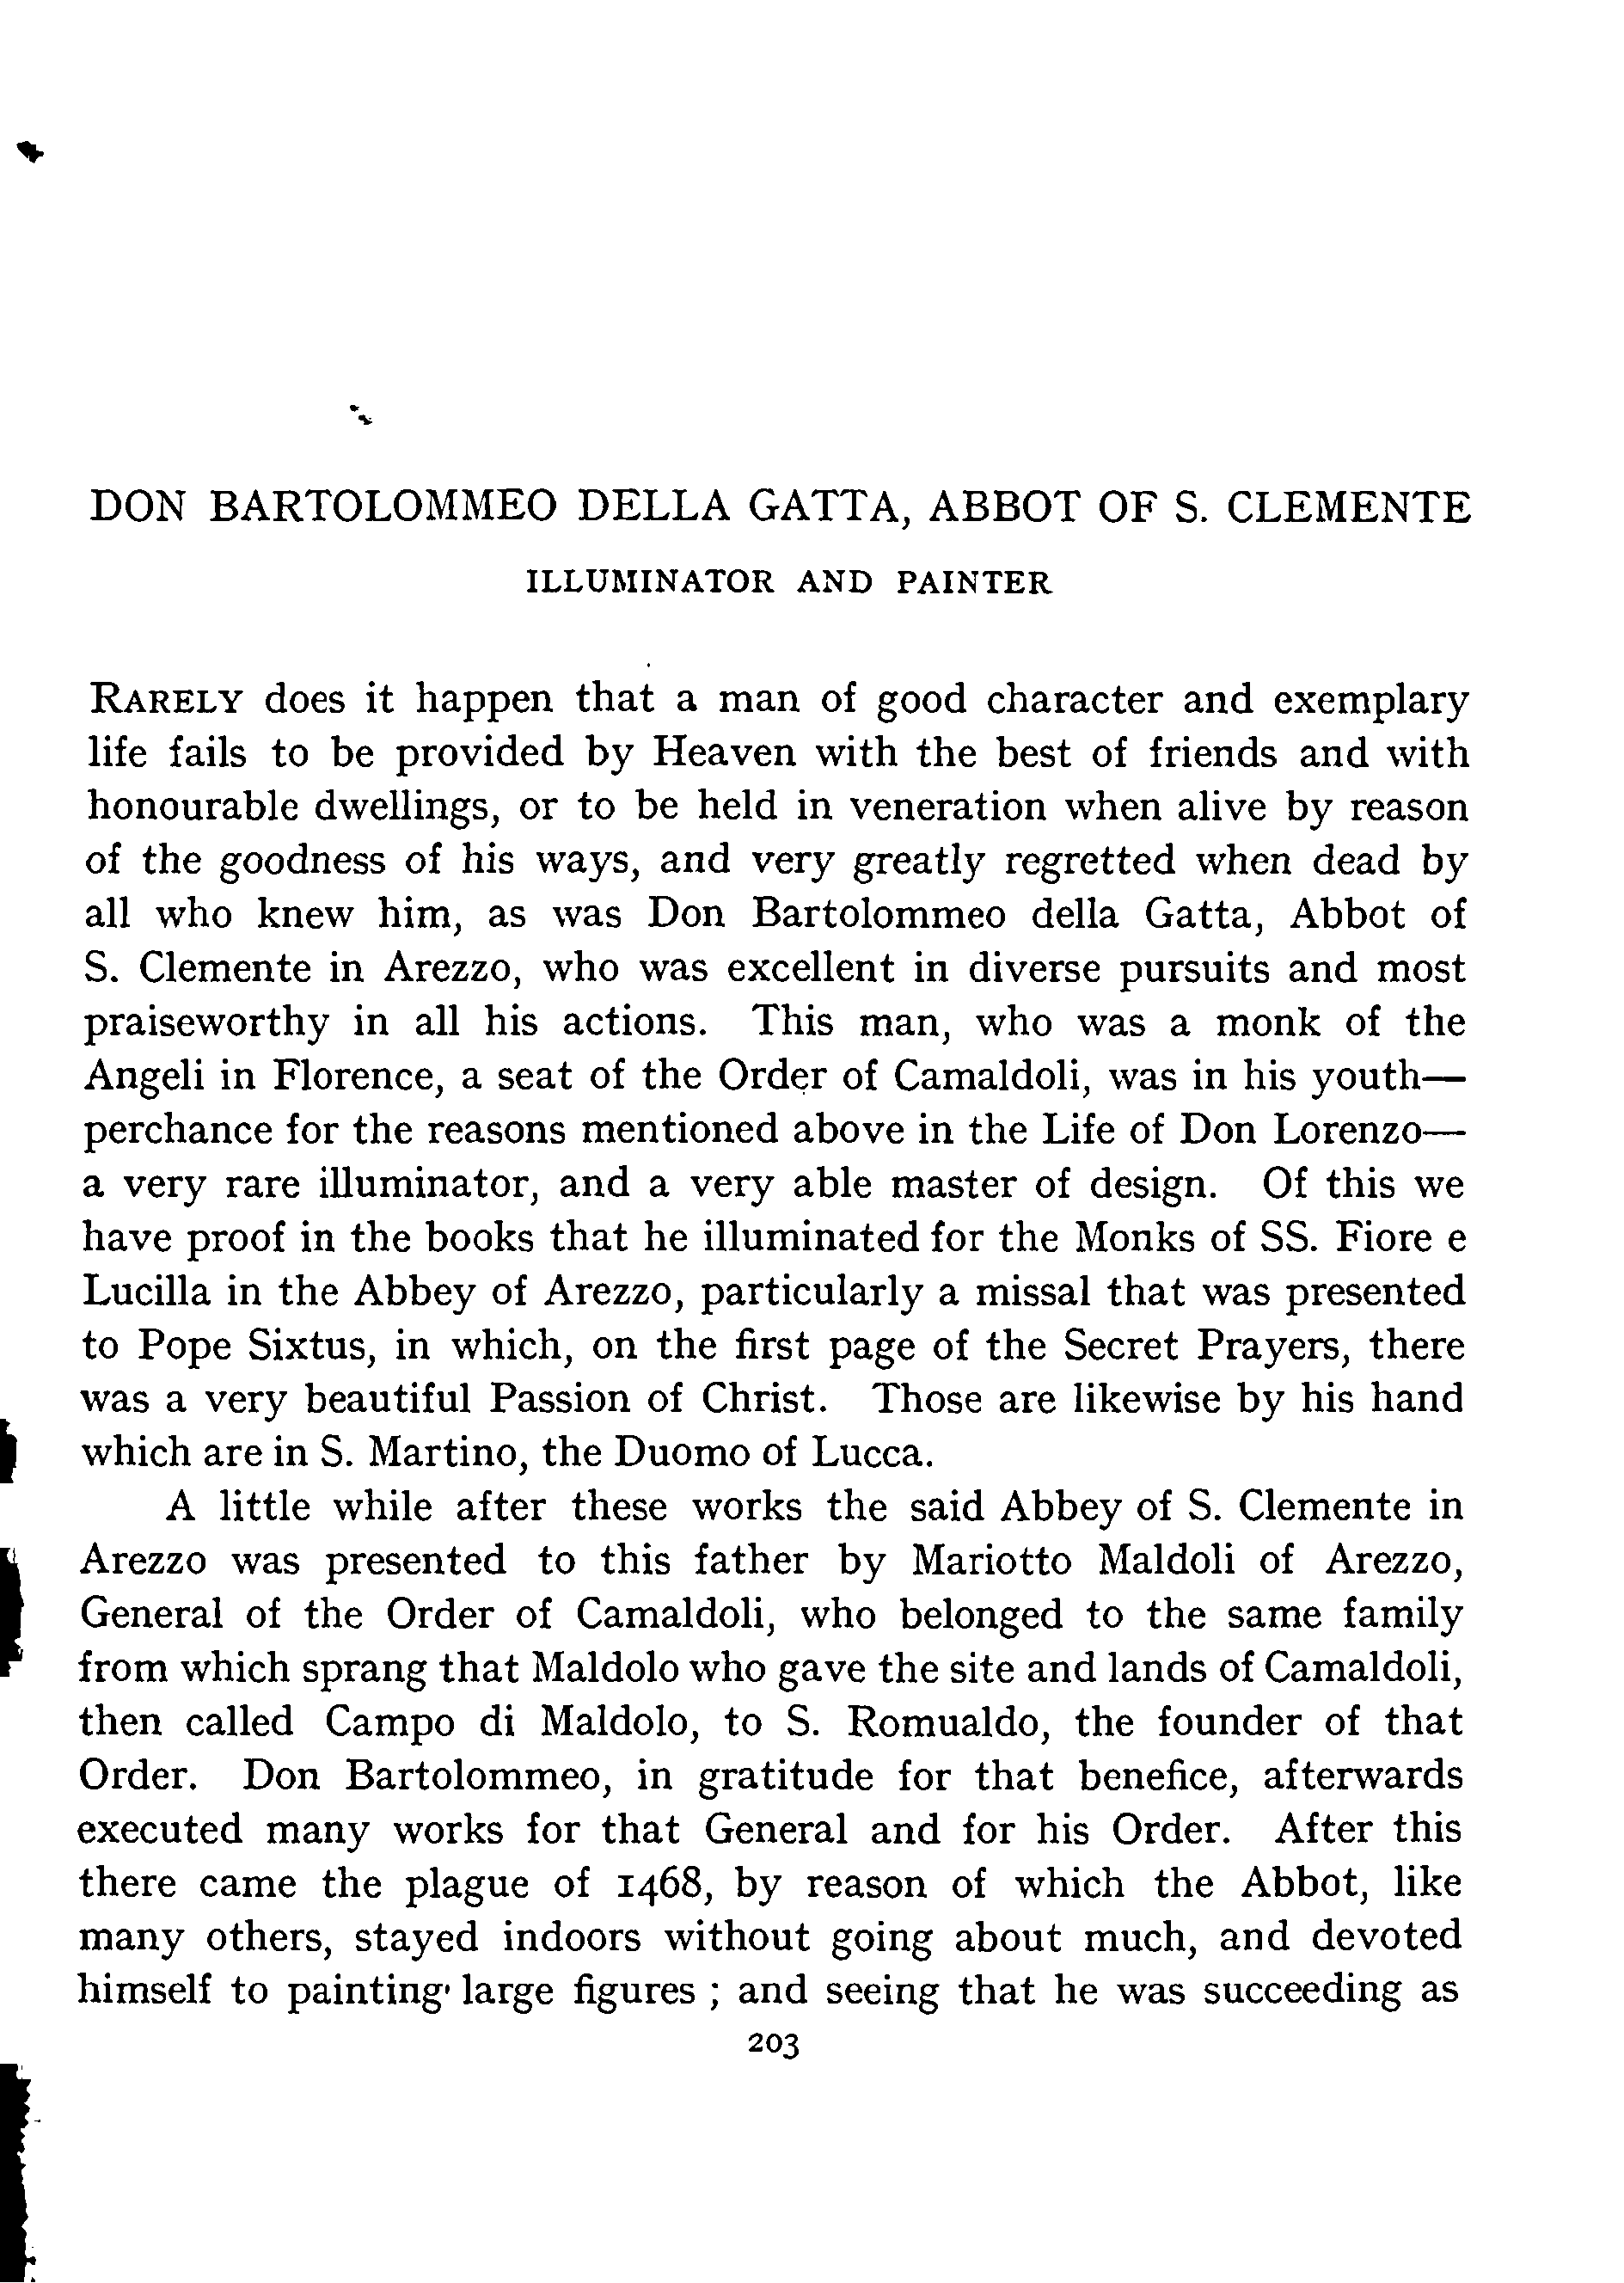 DON BARTOLOMMEO DELLA GATTA, ABBOT OF S. CLEMENTE
ILLUMINATOR AND PAINTER
RARELY does it happen that a man of good character and exemplary
life fails to be provided by Heaven with the best of friends and with
honourable dwellings, or to be held in veneration when alive by reason
of the goodness of his ways, and very greatly regretted when dead by
all who knew him, as was Don Bartolommeo della Gatta, Abbot of
S. Clemente in Arezzo, who was excellent in diverse pursuits and most
praiseworthy in all his actions. This man, who was a monk of the
Angeli in Florence, a seat of the Order of Camaldoli, was in his youth—
perchance for the reasons mentioned above in the Life of Don Lorenzo—
a very rare illuminator, and a very able master of design. Of this we
have proof in the books that he illuminated for the Monks of SS. Fiore e
Lucilla in the Abbey of Arezzo, particularly a missal that was presented
to Pope Sixtus, in which, on the first page of the Secret Prayers, there
was a very beautiful Passion of Christ. Those are likewise by his hand
which are in S. Martino, the Duomo of Lucca.
A little while after these works the said Abbey of S. Clemente in
Arezzo was presented to this father by Mariotto Maldoli of Arezzo,
General of the Order of Camaldoli, who belonged to the same family
from which sprang that Maldolo who gave the site and lands of Camaldoli,
then called Campo di Maldolo, to S. Romualdo, the founder of that
Order. Don Bartolommeo, in gratitude for that benefice, afterwards
executed many works for that General and for his Order. After this
there came the plague of 1468, by reason of which the Abbot, like
many others, stayed indoors without going about much, and devoted
himself to painting large figures ; and seeing that he was succeeding as
203